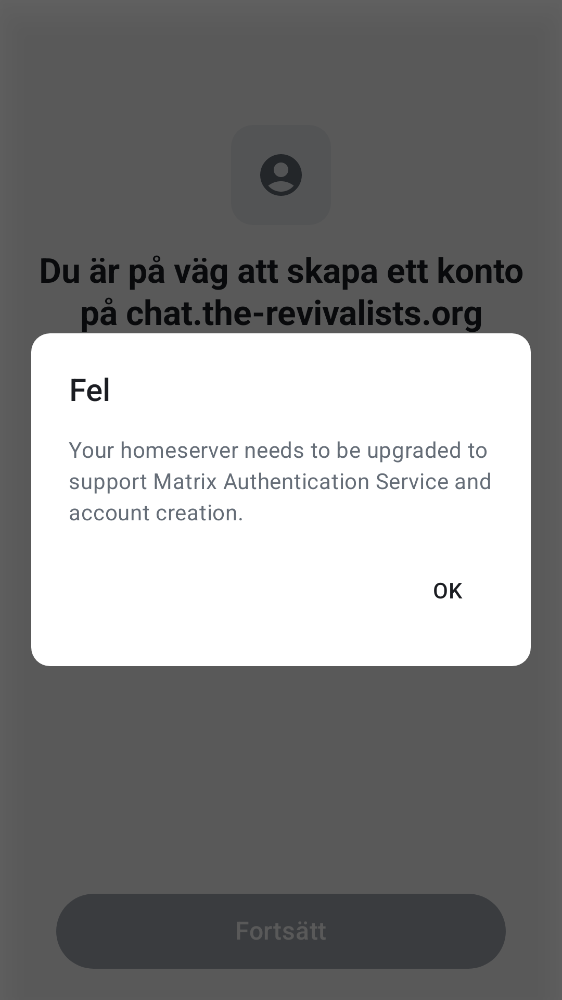 Du är på väg att skapa ett konto
på chat.the-revivalists.org
Fel
Your homeserver needs to be upgraded to
support Matrix Authentication Service and
account creation.
OK
Fortsätt